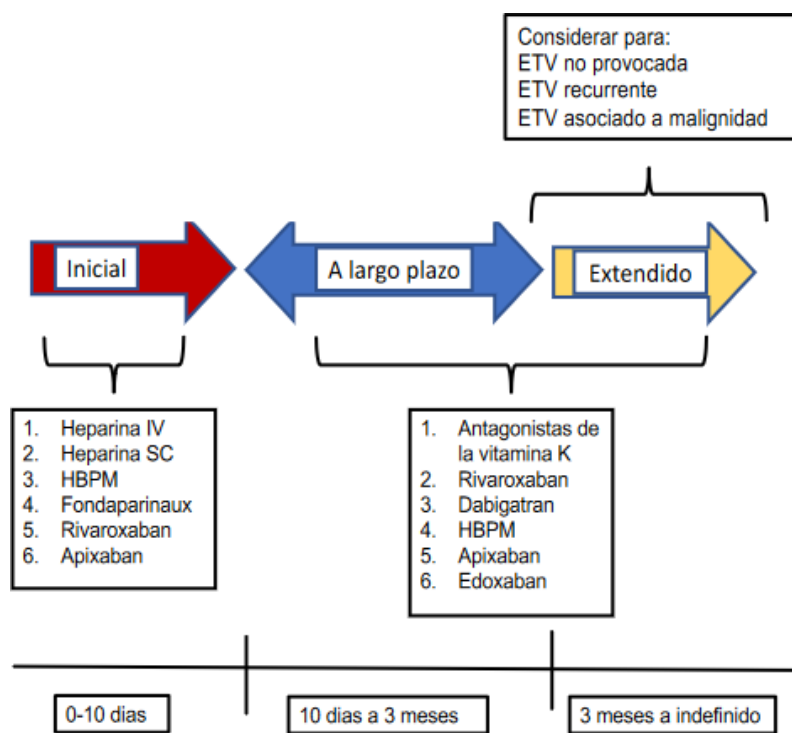 Considerar para:
ETV no provocada
ETV recurrente
ETV asociado a malignidad
Inicial
A largo plazo
Extendido
1. Heparina IV
2. Heparina SC
3. HBPM
4. Fondaparinaux
5. Rivaroxaban
6. Apixaban
1. Antagonistas de
la vitamina K
2. Rivaroxaban
3. Dabigatran
4. HBPM
5. Apixaban
6. Edoxaban
0-10 dias
10 dias a 3 meses
3 meses a indefinido